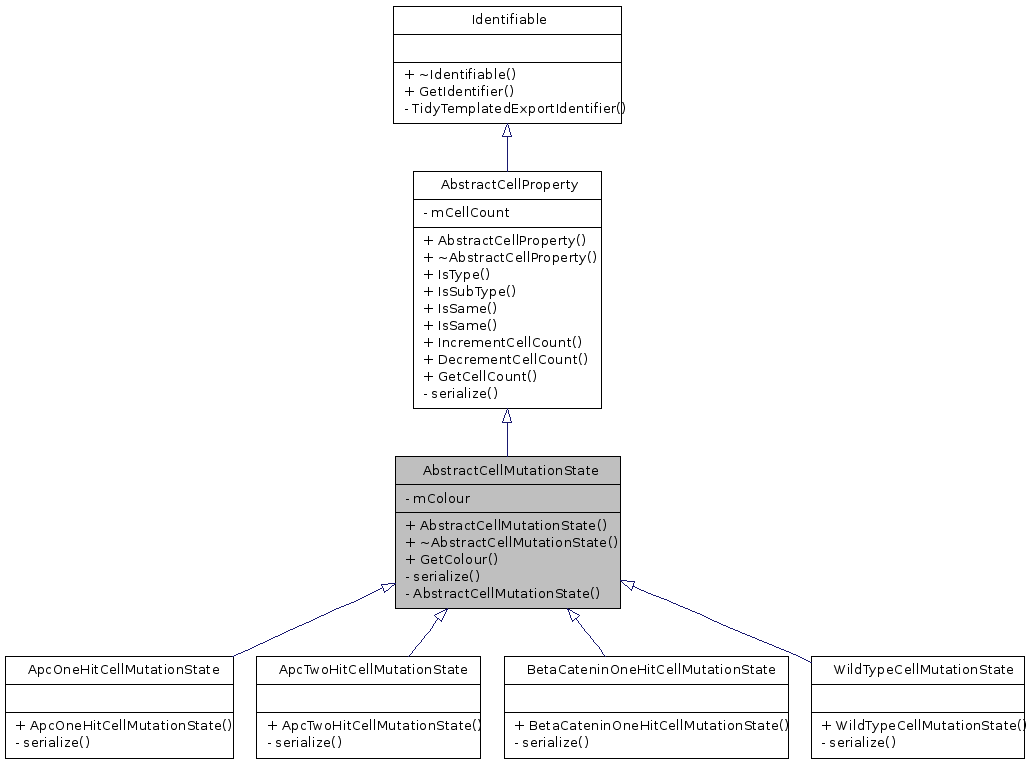 Identifiable
+ ~Identifiable()
+ GetIdentifier()
- TidyTemplatedExportIdentifier()
AbstractCellProperty
- mCellCount
+ AbstractCellProperty()
+ ~AbstractCellProperty()
+ IsType()
+ IsSubType()
+ IsSame()
+ IsSame()
+ IncrementCellCount()
+ DecrementCellCount()
+ GetCellCount()
- serialize()
AbstractCellMutationState
- mColour
+ AbstractCellMutationState()
+ ~AbstractCellMutationState()
+ GetColour()
- serialize()
- AbstractCellMutationState()
ApcOneHitCellMutationState
+ ApcOneHitCellMutationState()
- serialize()
ApcTwoHitCellMutationState
+ ApcTwoHitCellMutationState()
- serialize()
BetaCateninOneHitCellMutationState
+ BetaCateninOneHitCellMutationState()
- serialize()
WildTypeCellMutationState
+ WildTypeCellMutationState()
- serialize()